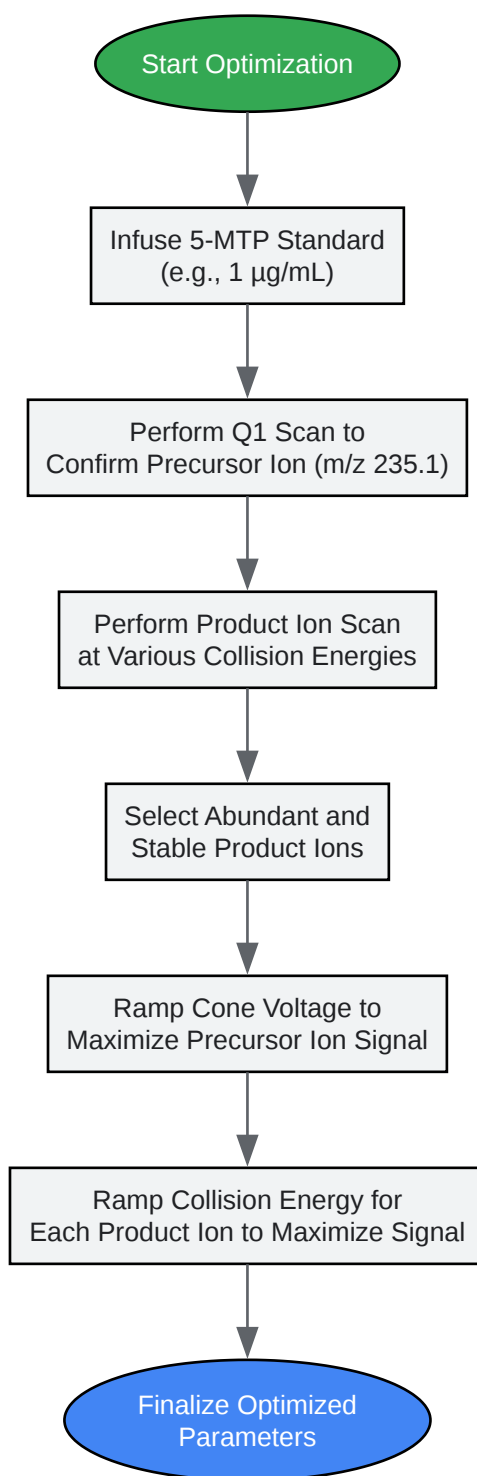 Start Optimization
Infuse 5-MTP Standard
(e.g., 1 µg/mL)
Perform Q1 Scan to
Confirm Precursor Ion (m/z 235.1)
Perform Product Ion Scan
at Various Collision Energies
Select Abundant and
Stable Product Ions
Ramp Cone Voltage to
Maximize Precursor Ion Signal
Ramp Collision Energy for
Each Product Ion to Maximize Signal
Finalize Optimized
Parameters